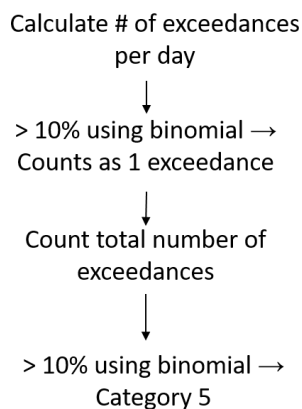 Calculate # of exceedances
per day
> 10% using binomial →
Counts as 1 exceedance
Count total number of
exceedances
> 10% using binomial →
Category 5